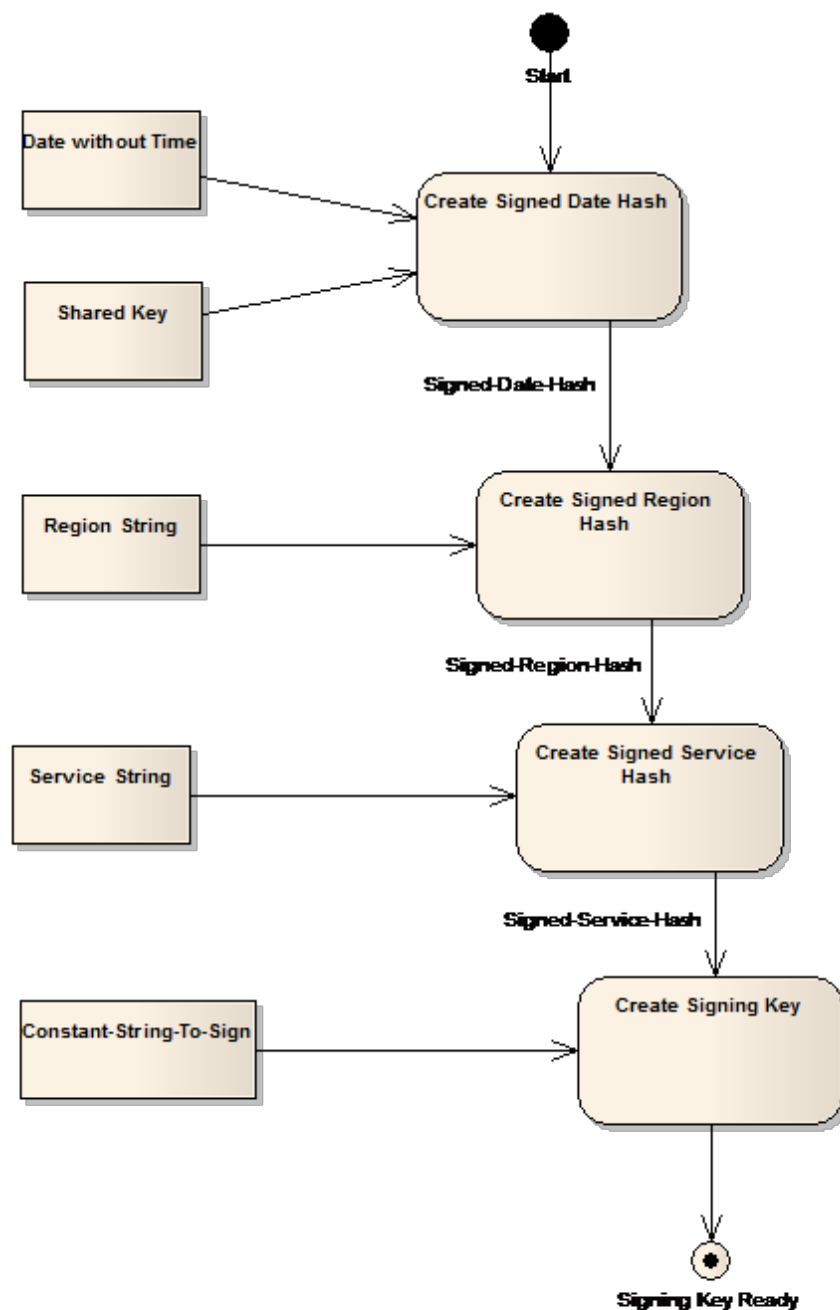 Start
Date without Time
Create Signed Date Hash
Shared Key
Signed-Date-Hash
Create Signed Region
Hash
Region String
Signed-Region-Hash
Create Signed Service
Hash
Service String
Signed-Service-Hash
Create Signing Key
Constant-String-To-Sign
Signing Key Ready